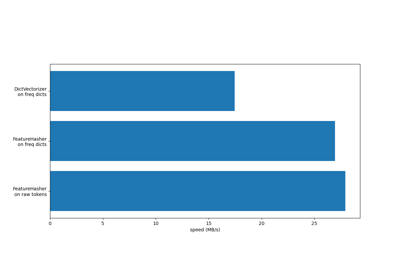 DictVectorizer
on freq dicts
FeatureHasher
on freq dicts
FeatureHasher
on raw tokens
0 5 10 15 20 25
speed (MB/s)